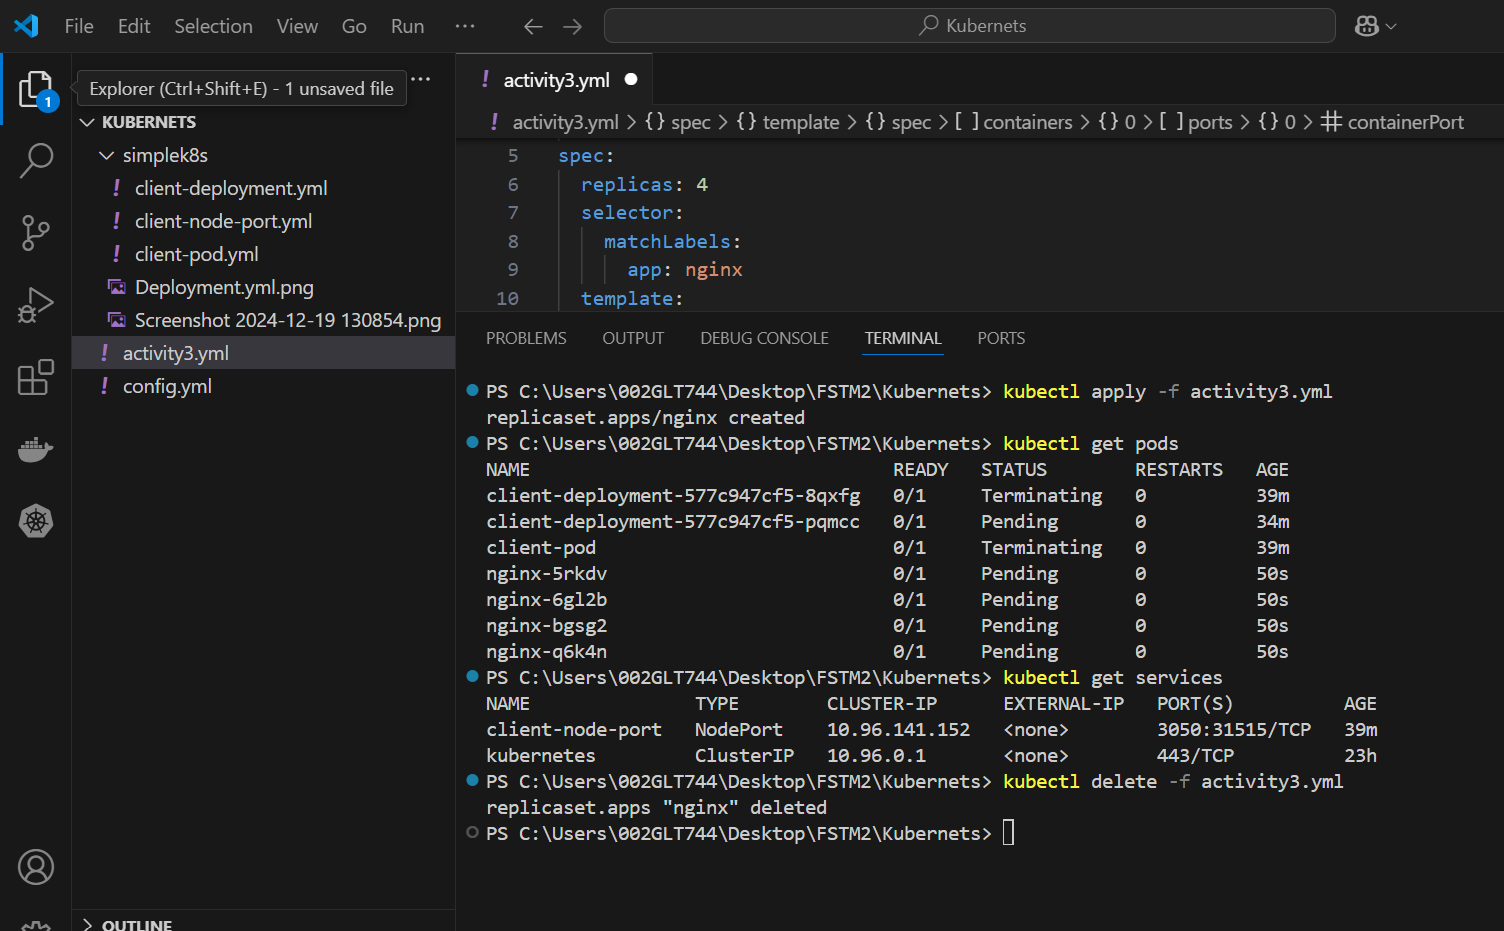 File Edit Selection View Go Run ··· Kubernets
Explorer (Ctrl+Shift+E) - 1 unsaved file ···
1
KUBERNETS
simplek8s
! client-deployment.yml
! client-node-port.yml
! client-pod.yml
Deployment.yml.png
Screenshot 2024-12-19 130854.png
! activity3.yml
! config.yml
OUTLINE
! activity3.yml
! activity3.yml > {} spec > {} template > {} spec > [ ] containers > {} 0 > [ ] ports > {} 0 > # containerPort
5 spec:
6 replicas: 4
7 selector:
8 matchLabels:
9 app: nginx
10 template:
PROBLEMS OUTPUT DEBUG CONSOLE TERMINAL PORTS
PS C:\Users\002GLT744\Desktop\FSTM2\Kubernets> kubectl apply -f activity3.yml
replicaset.apps/nginx created
PS C:\Users\002GLT744\Desktop\FSTM2\Kubernets> kubectl get pods
NAME READY STATUS RESTARTS AGE
client-deployment-577c947cf5-8qxfg 0/1 Terminating 0 39m
client-deployment-577c947cf5-pqmcc 0/1 Pending 0 34m
client-pod 0/1 Terminating 0 39m
nginx-5rkdv 0/1 Pending 0 50s
nginx-6gl2b 0/1 Pending 0 50s
nginx-bgsg2 0/1 Pending 0 50s
nginx-q6k4n 0/1 Pending 0 50s
PS C:\Users\002GLT744\Desktop\FSTM2\Kubernets> kubectl get services
NAME TYPE CLUSTER-IP EXTERNAL-IP PORT(S) AGE
client-node-port NodePort 10.96.141.152 <none> 3050:31515/TCP 39m
kubernetes ClusterIP 10.96.0.1 <none> 443/TCP 23h
PS C:\Users\002GLT744\Desktop\FSTM2\Kubernets> kubectl delete -f activity3.yml
replicaset.apps "nginx" deleted
PS C:\Users\002GLT744\Desktop\FSTM2\Kubernets>